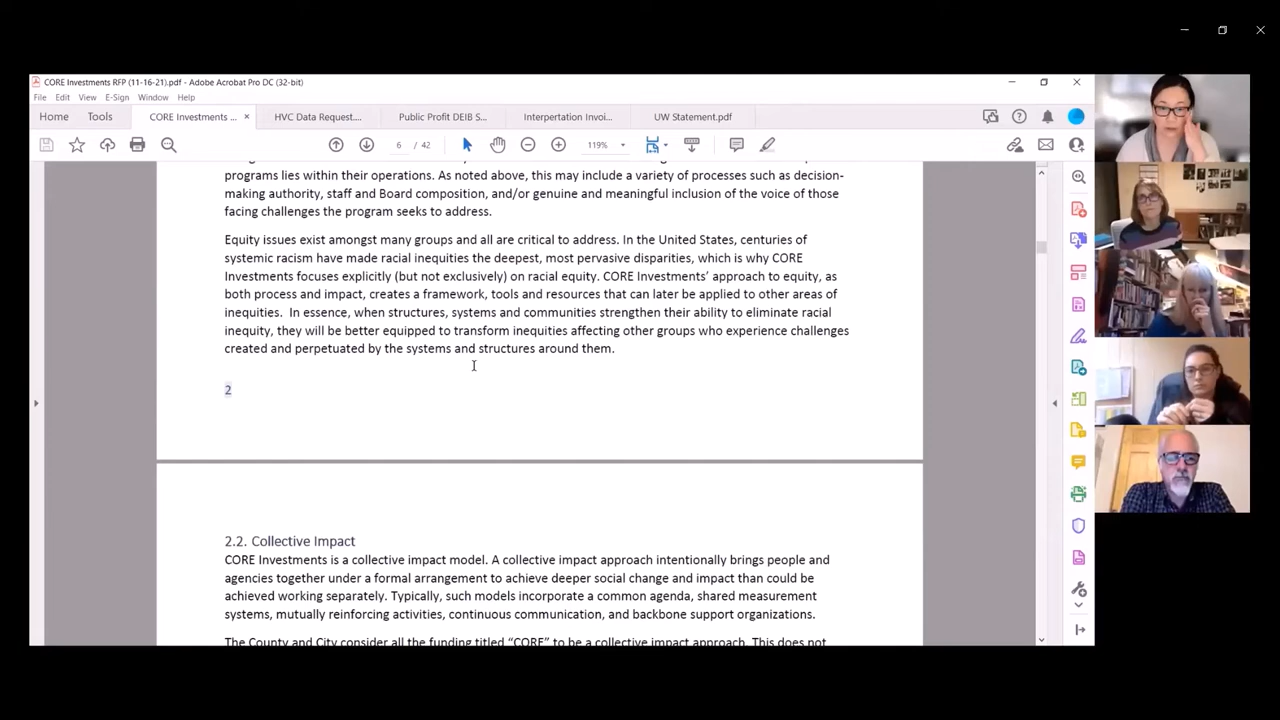 CORE Investments RFP (11-16-21).pdf - Adobe Acrobat Pro DC (32-bit)
File Edit View E-Sign Window Help
Home Tools CORE Investments ... × HVC Data Request.... Public Profit DEIB S... Interpertation Invoi... UW Statement.pdf
6 / 42 119%
programs lies within their operations. As noted above, this may include a variety of processes such as decision-
making authority, staff and Board composition, and/or genuine and meaningful inclusion of the voice of those
facing challenges the program seeks to address.
Equity issues exist amongst many groups and all are critical to address. In the United States, centuries of
systemic racism have made racial inequities the deepest, most pervasive disparities, which is why CORE
Investments focuses explicitly (but not exclusively) on racial equity. CORE Investments' approach to equity, as
both process and impact, creates a framework, tools and resources that can later be applied to other areas of
inequities. In essence, when structures, systems and communities strengthen their ability to eliminate racial
inequity, they will be better equipped to transform inequities affecting other groups who experience challenges
created and perpetuated by the systems and structures around them.
2
2.2. Collective Impact
CORE Investments is a collective impact model. A collective impact approach intentionally brings people and
agencies together under a formal arrangement to achieve deeper social change and impact than could be
achieved working separately. Typically, such models incorporate a common agenda, shared measurement
systems, mutually reinforcing activities, continuous communication, and backbone support organizations.
The County and City consider all the funding titled “CORE” to be a collective impact approach. This does not